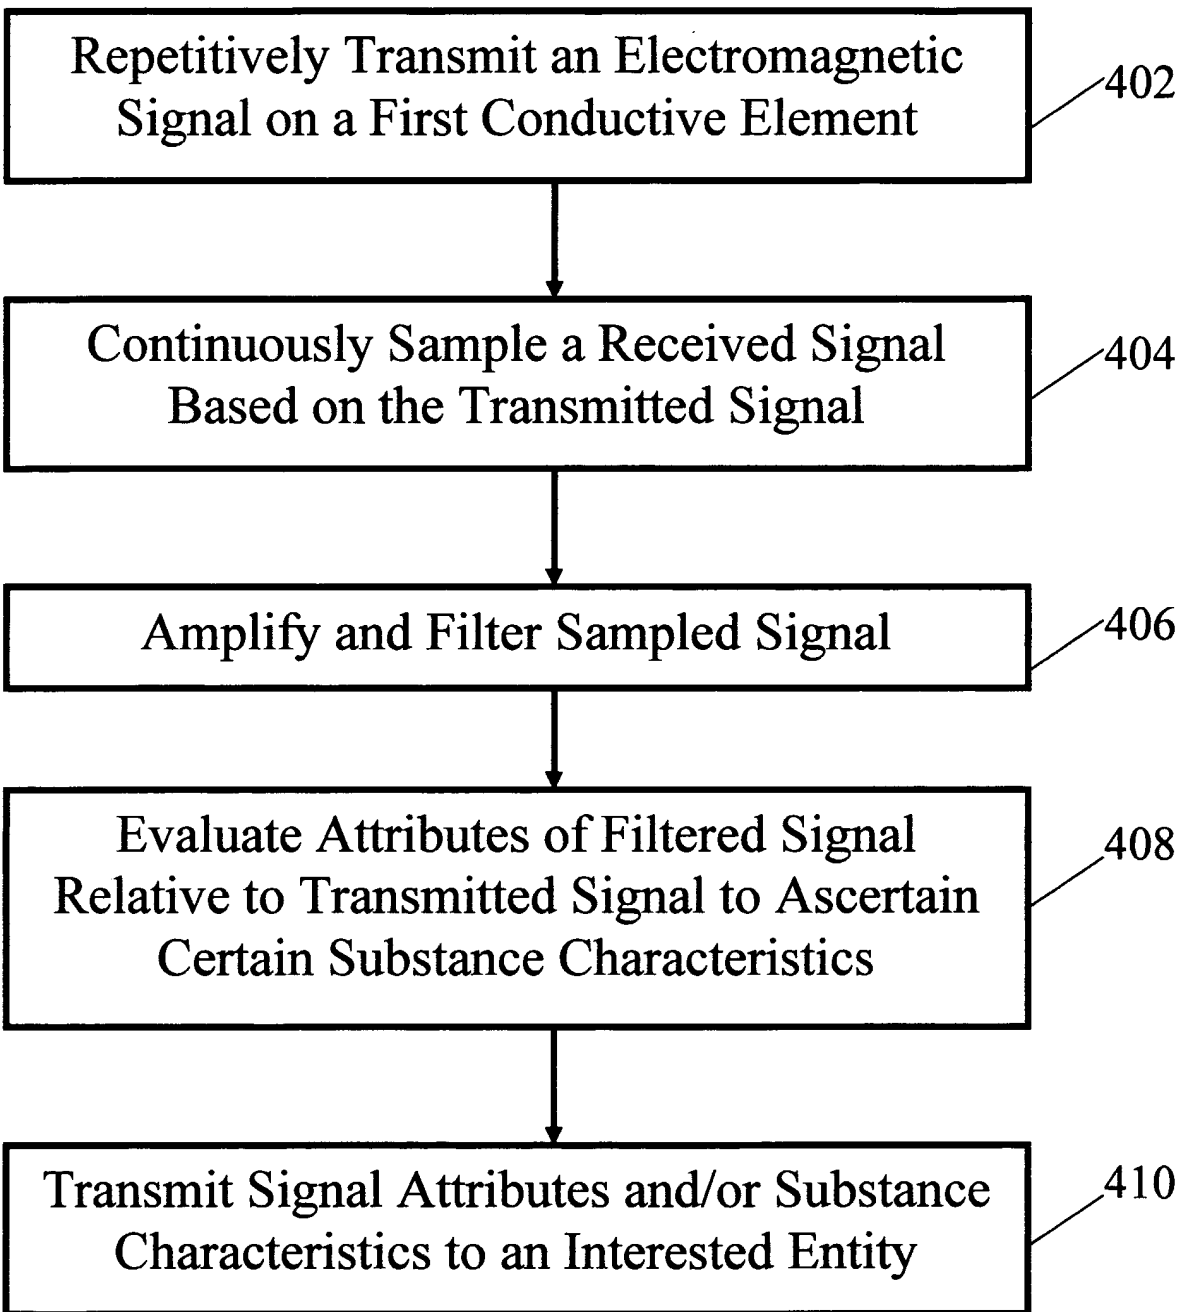 Repetitively Transmit an Electromagnetic
Signal on a First Conductive Element
402
Continuously Sample a Received Signal
Based on the Transmitted Signal
404
Amplify and Filter Sampled Signal
406
Evaluate Attributes of Filtered Signal
Relative to Transmitted Signal to Ascertain
Certain Substance Characteristics
408
Transmit Signal Attributes and/or Substance
Characteristics to an Interested Entity
410